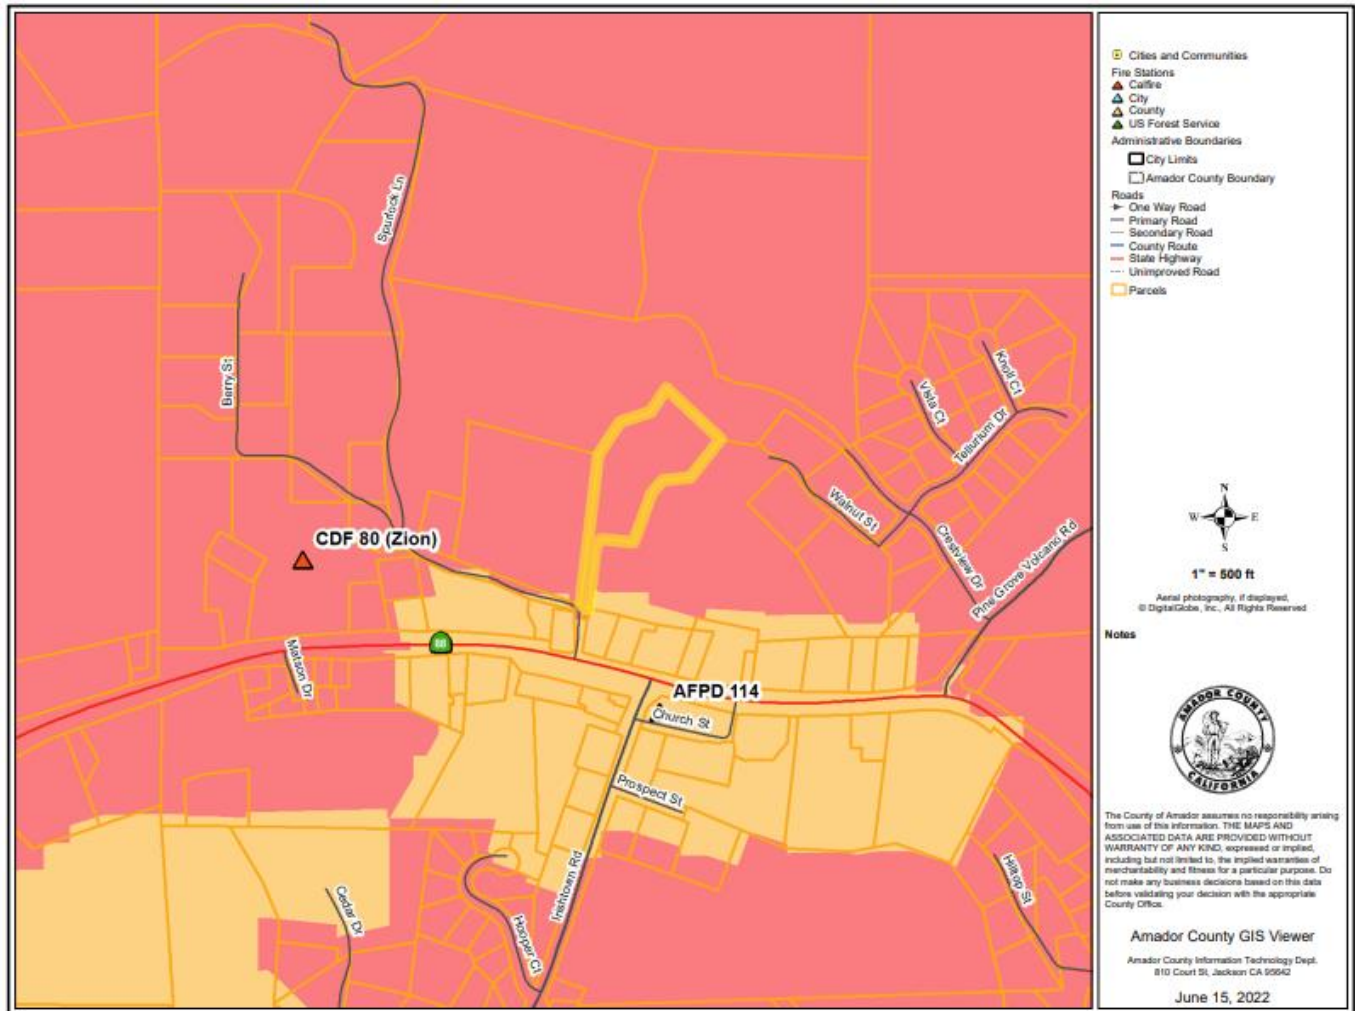 Spurlock Ln
Berry St
CDF 80 (Zion)
Matson Dr
88
Walnut St
Vista Ct
Knoll Ct
Tellurium Dr
Crestview Dr
Pine Grove Volcano Rd
AFPD 114
Church St
Prospect St
Irishtown Rd
Hooper Ct
Cedar Dr
Hilltop St
Cities and Communities
Fire Stations
Calfire
City
County
US Forest Service
Administrative Boundaries
City Limits
Amador County Boundary
Roads
One Way Road
Primary Road
Secondary Road
County Route
State Highway
Unimproved Road
Parcels
N
W E
S
1" = 500 ft
Aerial photography, if displayed,
© DigitalGlobe, Inc., All Rights Reserved
Notes
AMADOR COUNTY
CALIFORNIA
The County of Amador assumes no responsibility arising
from use of this information. THE MAPS AND
ASSOCIATED DATA ARE PROVIDED WITHOUT
WARRANTY OF ANY KIND, expressed or implied,
including but not limited to, the implied warranties of
merchantability and fitness for a particular purpose. Do
not make any business decisions based on this data
before validating your decision with the appropriate
County Office.
Amador County GIS Viewer
Amador County Information Technology Dept.
810 Court St, Jackson CA 95642
June 15, 2022